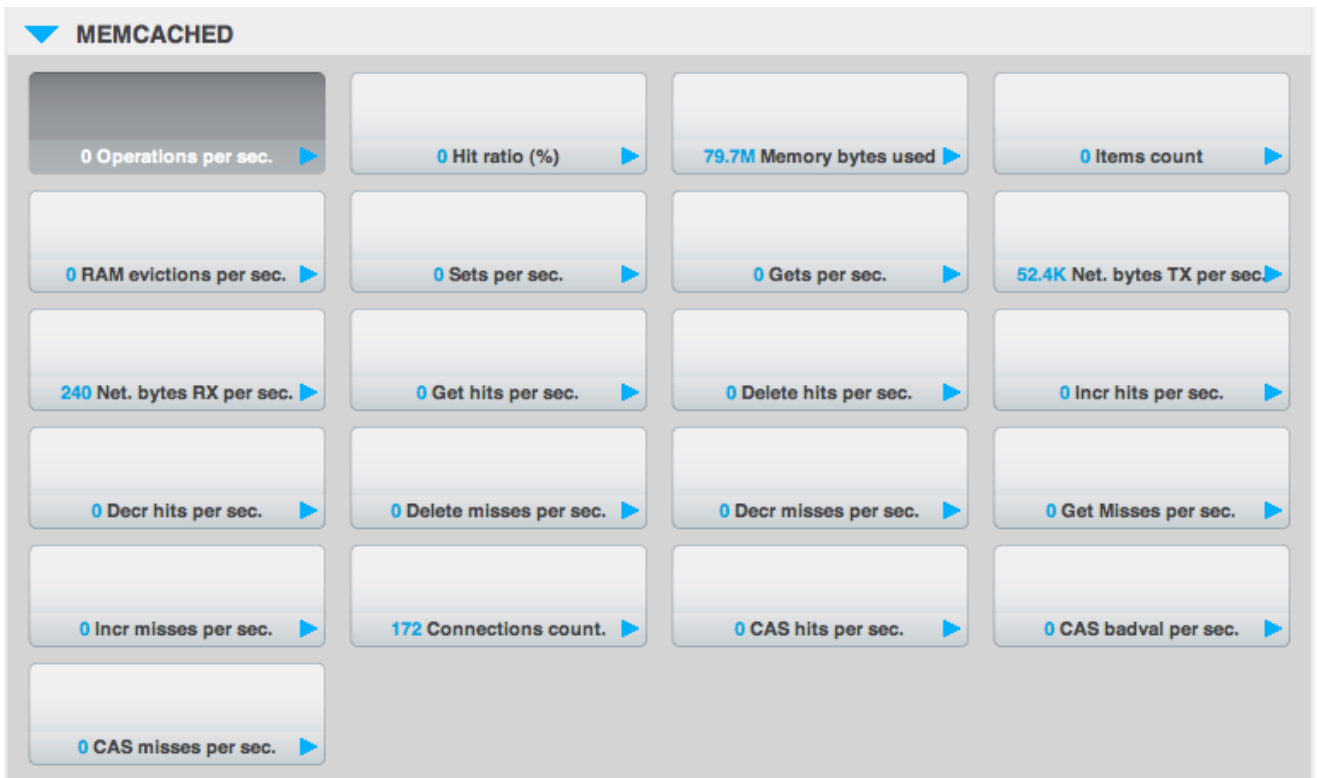 MEMCACHED
0 Operations per sec.
0 Hit ratio (%)
79.7M Memory bytes used
0 Items count
0 RAM evictions per sec.
0 Sets per sec.
0 Gets per sec.
52.4K Net. bytes TX per sec.
240 Net. bytes RX per sec.
0 Get hits per sec.
0 Delete hits per sec.
0 Incr hits per sec.
0 Decr hits per sec.
0 Delete misses per sec.
0 Decr misses per sec.
0 Get Misses per sec.
0 Incr misses per sec.
172 Connections count.
0 CAS hits per sec.
0 CAS badval per sec.
0 CAS misses per sec.